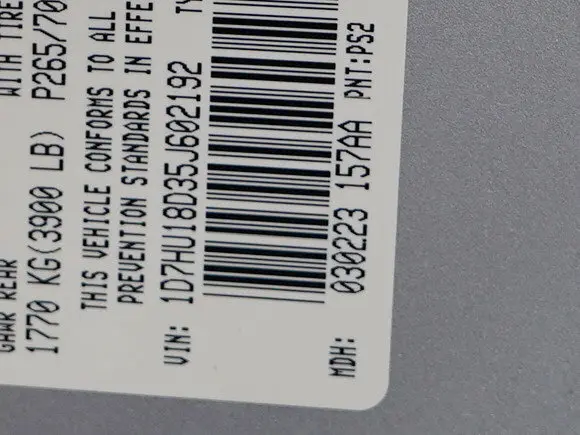 WITH TIRE
P265/70
GAWR REAR
1770 KG(3900 LB)
THIS VEHICLE CONFORMS TO ALL
PREVENTION STANDARDS IN EFFE
VIN: 1D7HU18D35J602192 TY
MDH: 030223 157AA PNT:PS2